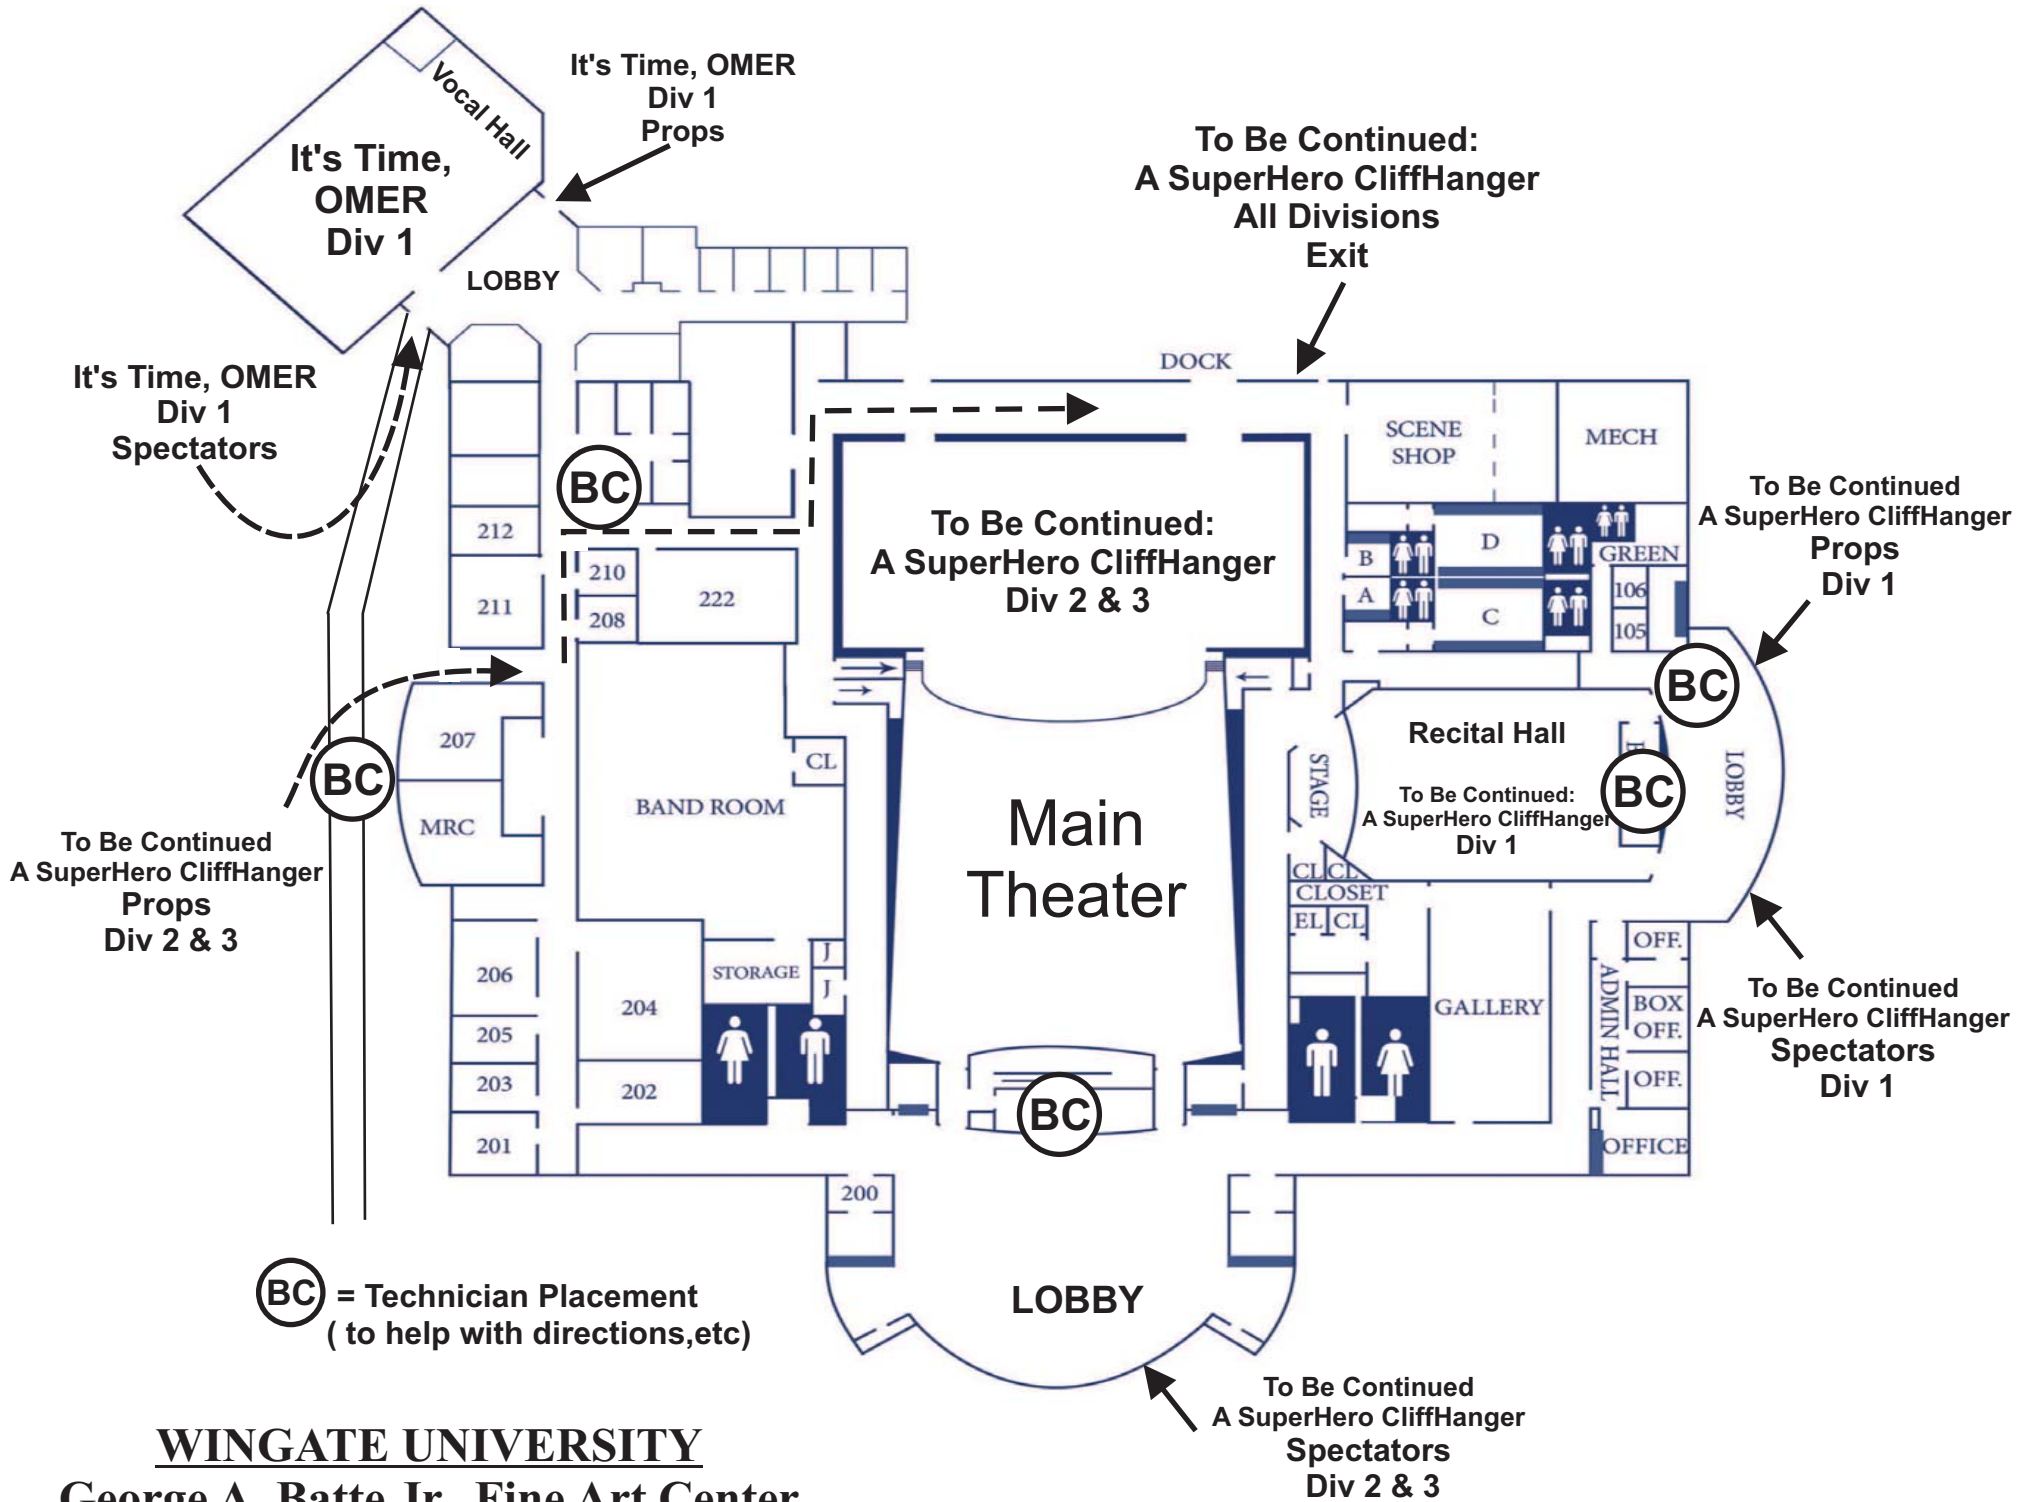 Vocal Hall
It's Time,
OMER
Div 1
It's Time, OMER
Div 1
Props
LOBBY
To Be Continued:
A SuperHero CliffHanger
All Divisions
Exit
It's Time, OMER
Div 1
Spectators
DOCK
SCENE
SHOP
MECH
BC
212
211
210
208
222
To Be Continued:
A SuperHero CliffHanger
Div 2 & 3
B
A
D
C
GREEN
106
105
To Be Continued
A SuperHero CliffHanger
Props
Div 1
BC
207
MRC
BC
BAND ROOM
CL
Main
Theater
STAGE
Recital Hall
To Be Continued:
A SuperHero CliffHanger
Div 1
BC
LOBBY
To Be Continued
A SuperHero CliffHanger
Props
Div 2 & 3
CL CL
CLOSET
EL CL
206
205
203
201
204
202
STORAGE
J
J
GALLERY
ADMIN HALL
OFF.
BOX
OFF.
OFF.
OFFICE
To Be Continued
A SuperHero CliffHanger
Spectators
Div 1
BC
200
LOBBY
BC = Technician Placement
( to help with directions,etc)
To Be Continued
A SuperHero CliffHanger
Spectators
Div 2 & 3
WINGATE UNIVERSITY
George A. Batte Jr., Fine Art Center